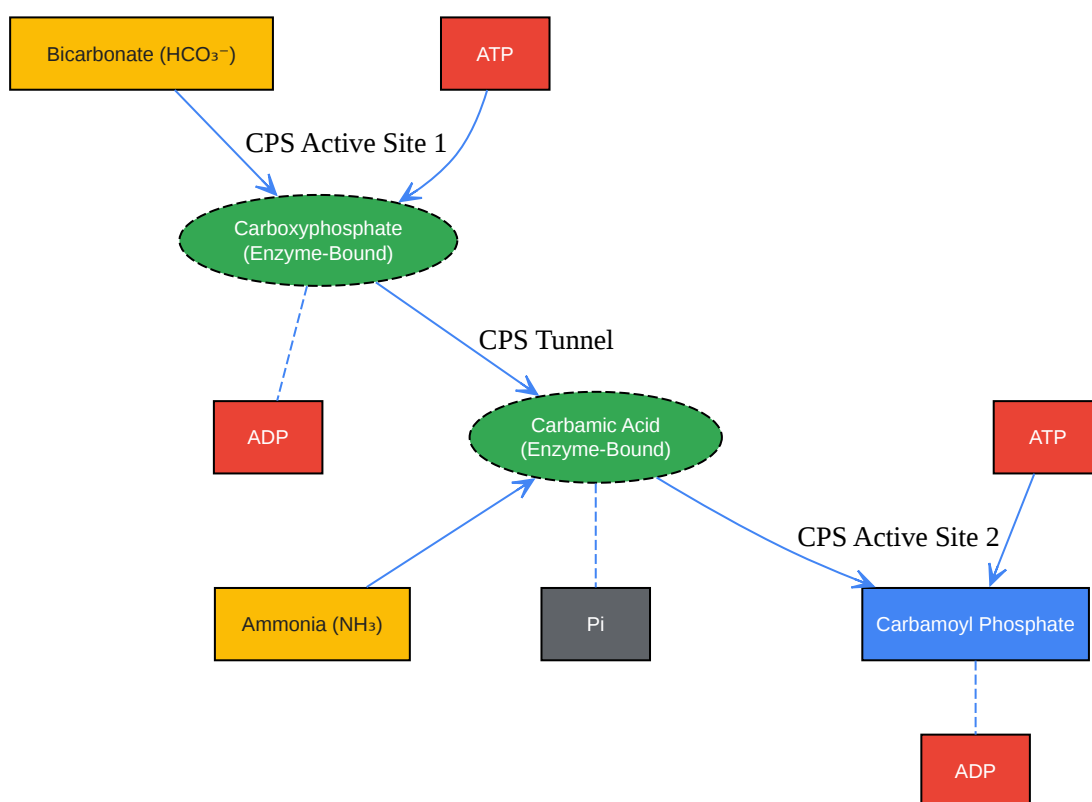 Bicarbonate (HCO₃⁻)
ATP
CPS Active Site 1
Carboxyphosphate
(Enzyme-Bound)
CPS Tunnel
ADP
Carbamic Acid
(Enzyme-Bound)
ATP
CPS Active Site 2
Ammonia (NH₃)
Pi
Carbamoyl Phosphate
ADP